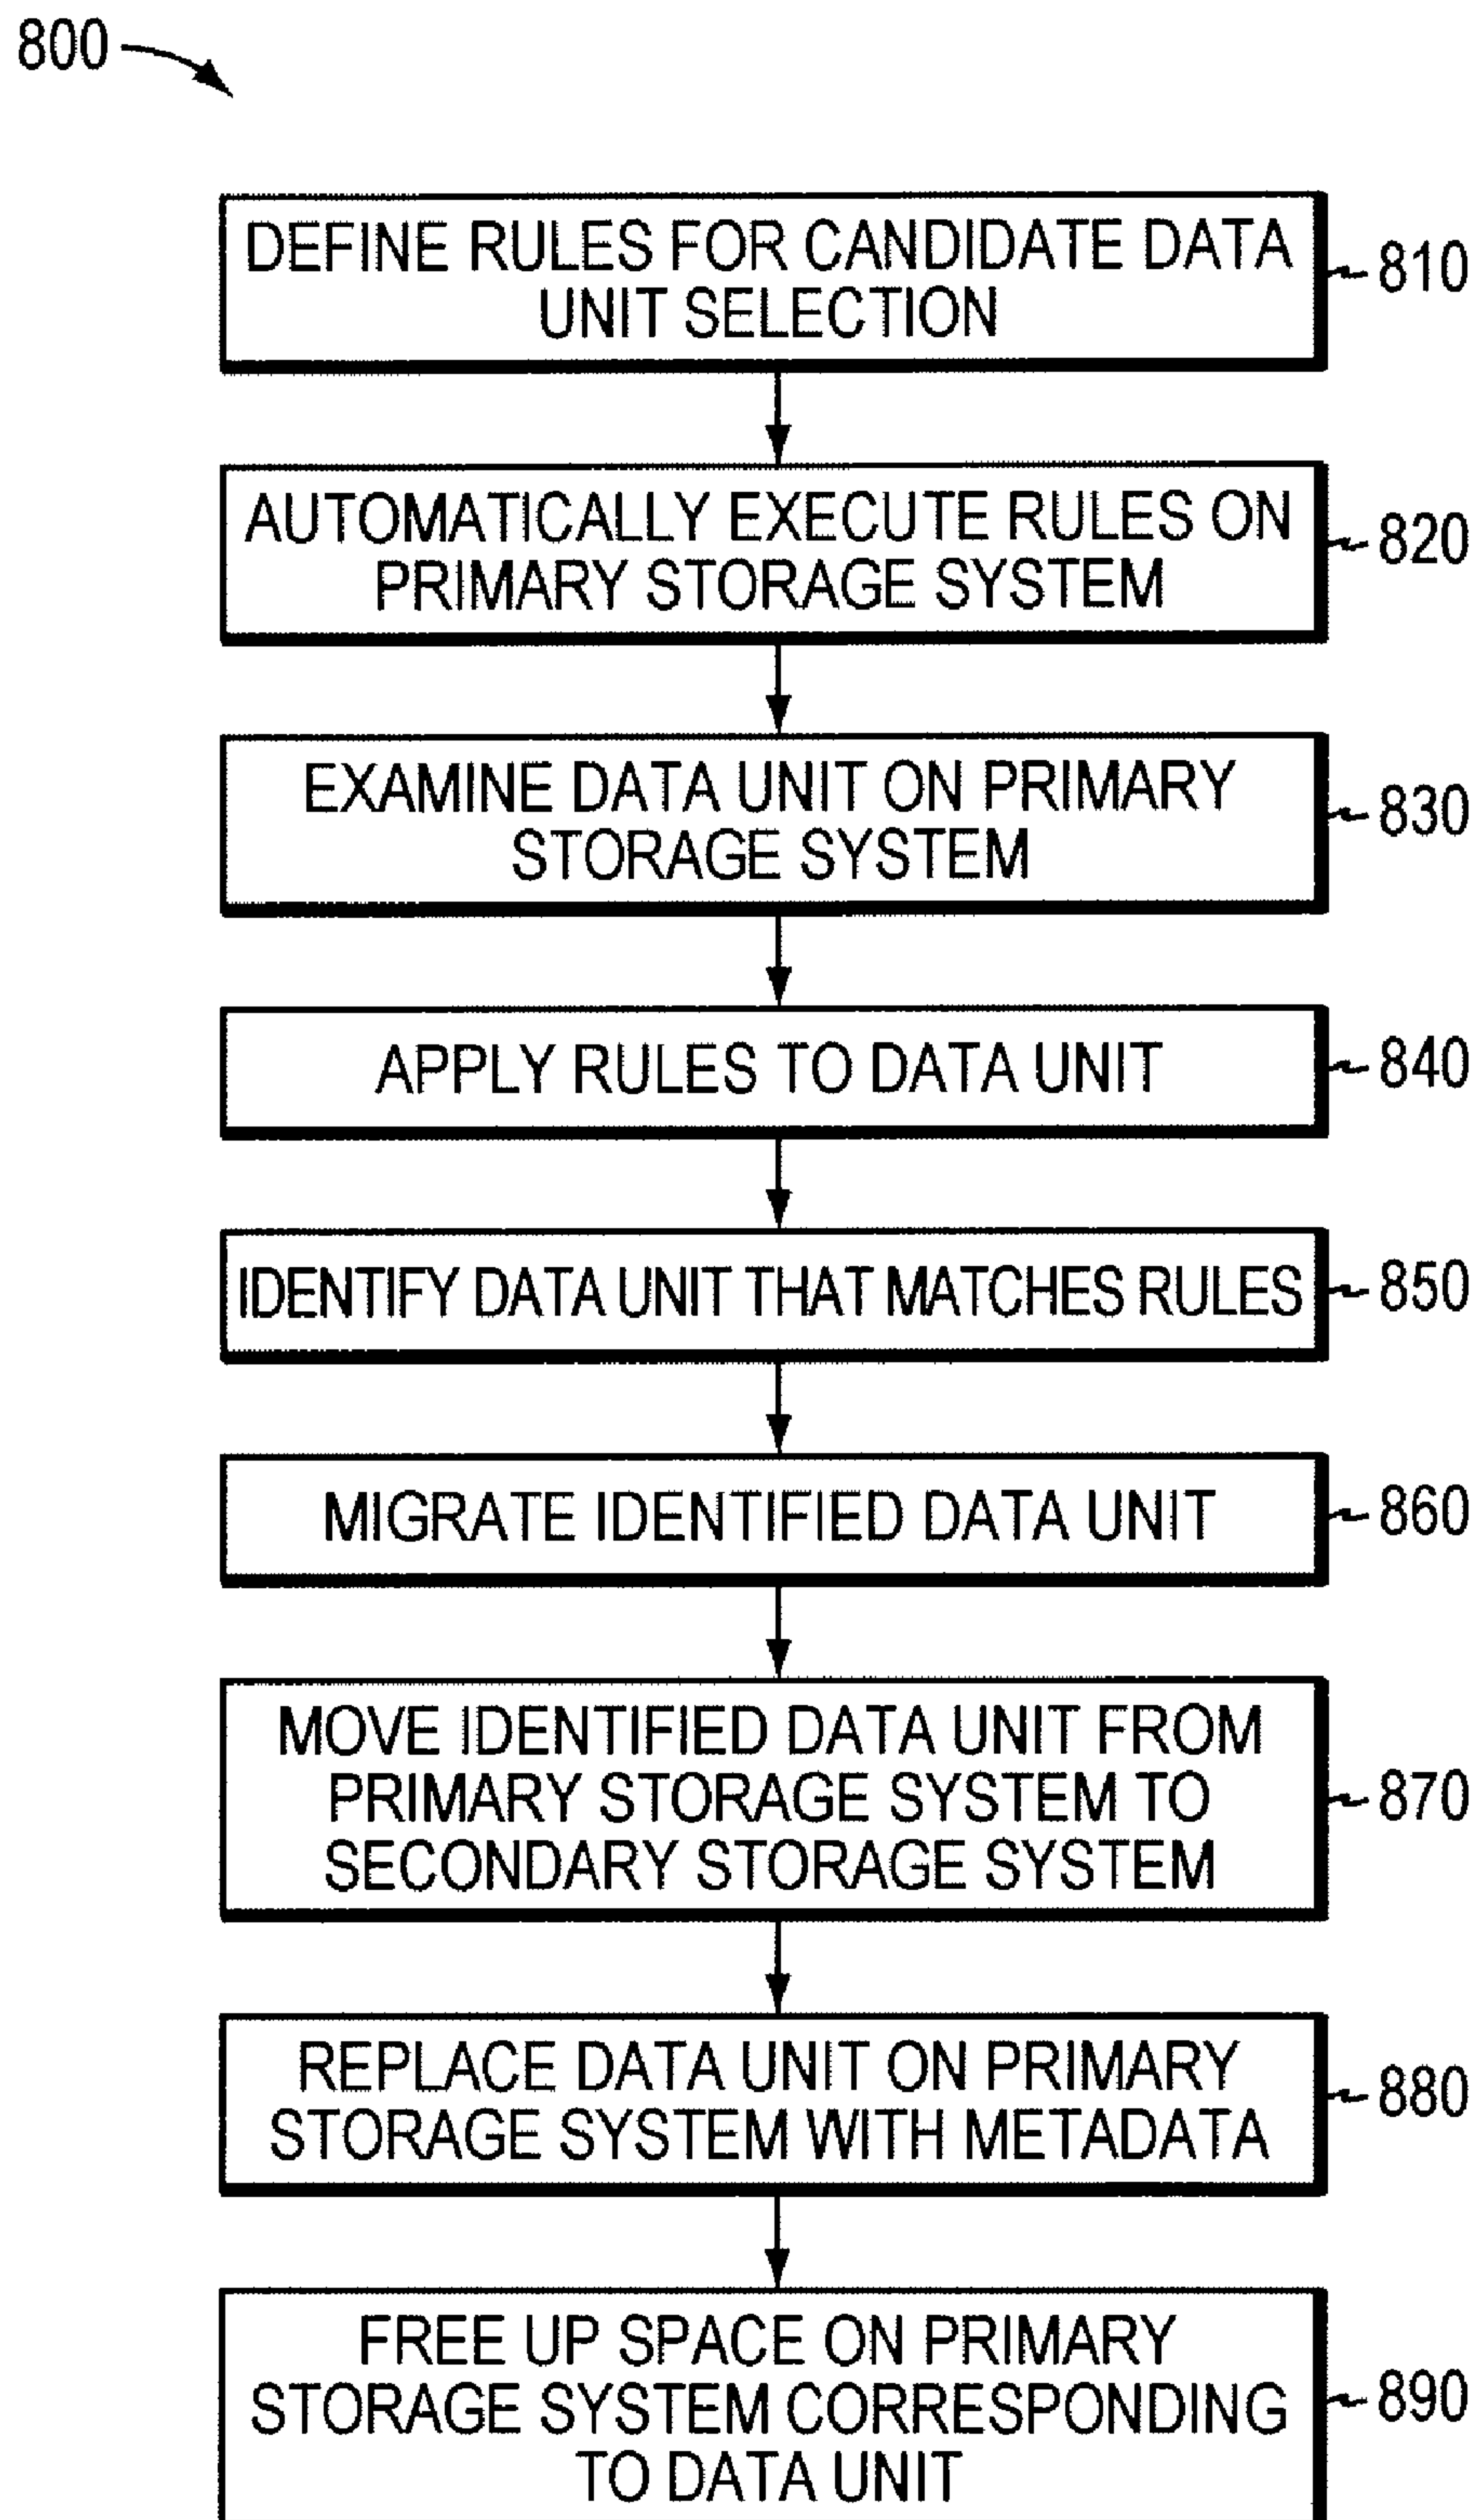 800
DEFINE RULES FOR CANDIDATE DATA
UNIT SELECTION
810
AUTOMATICALLY EXECUTE RULES ON
PRIMARY STORAGE SYSTEM
820
EXAMINE DATA UNIT ON PRIMARY
STORAGE SYSTEM
830
APPLY RULES TO DATA UNIT
840
IDENTIFY DATA UNIT THAT MATCHES RULES
850
MIGRATE IDENTIFIED DATA UNIT
860
MOVE IDENTIFIED DATA UNIT FROM
PRIMARY STORAGE SYSTEM TO
SECONDARY STORAGE SYSTEM
870
REPLACE DATA UNIT ON PRIMARY
STORAGE SYSTEM WITH METADATA
880
FREE UP SPACE ON PRIMARY
STORAGE SYSTEM CORRESPONDING
TO DATA UNIT
890